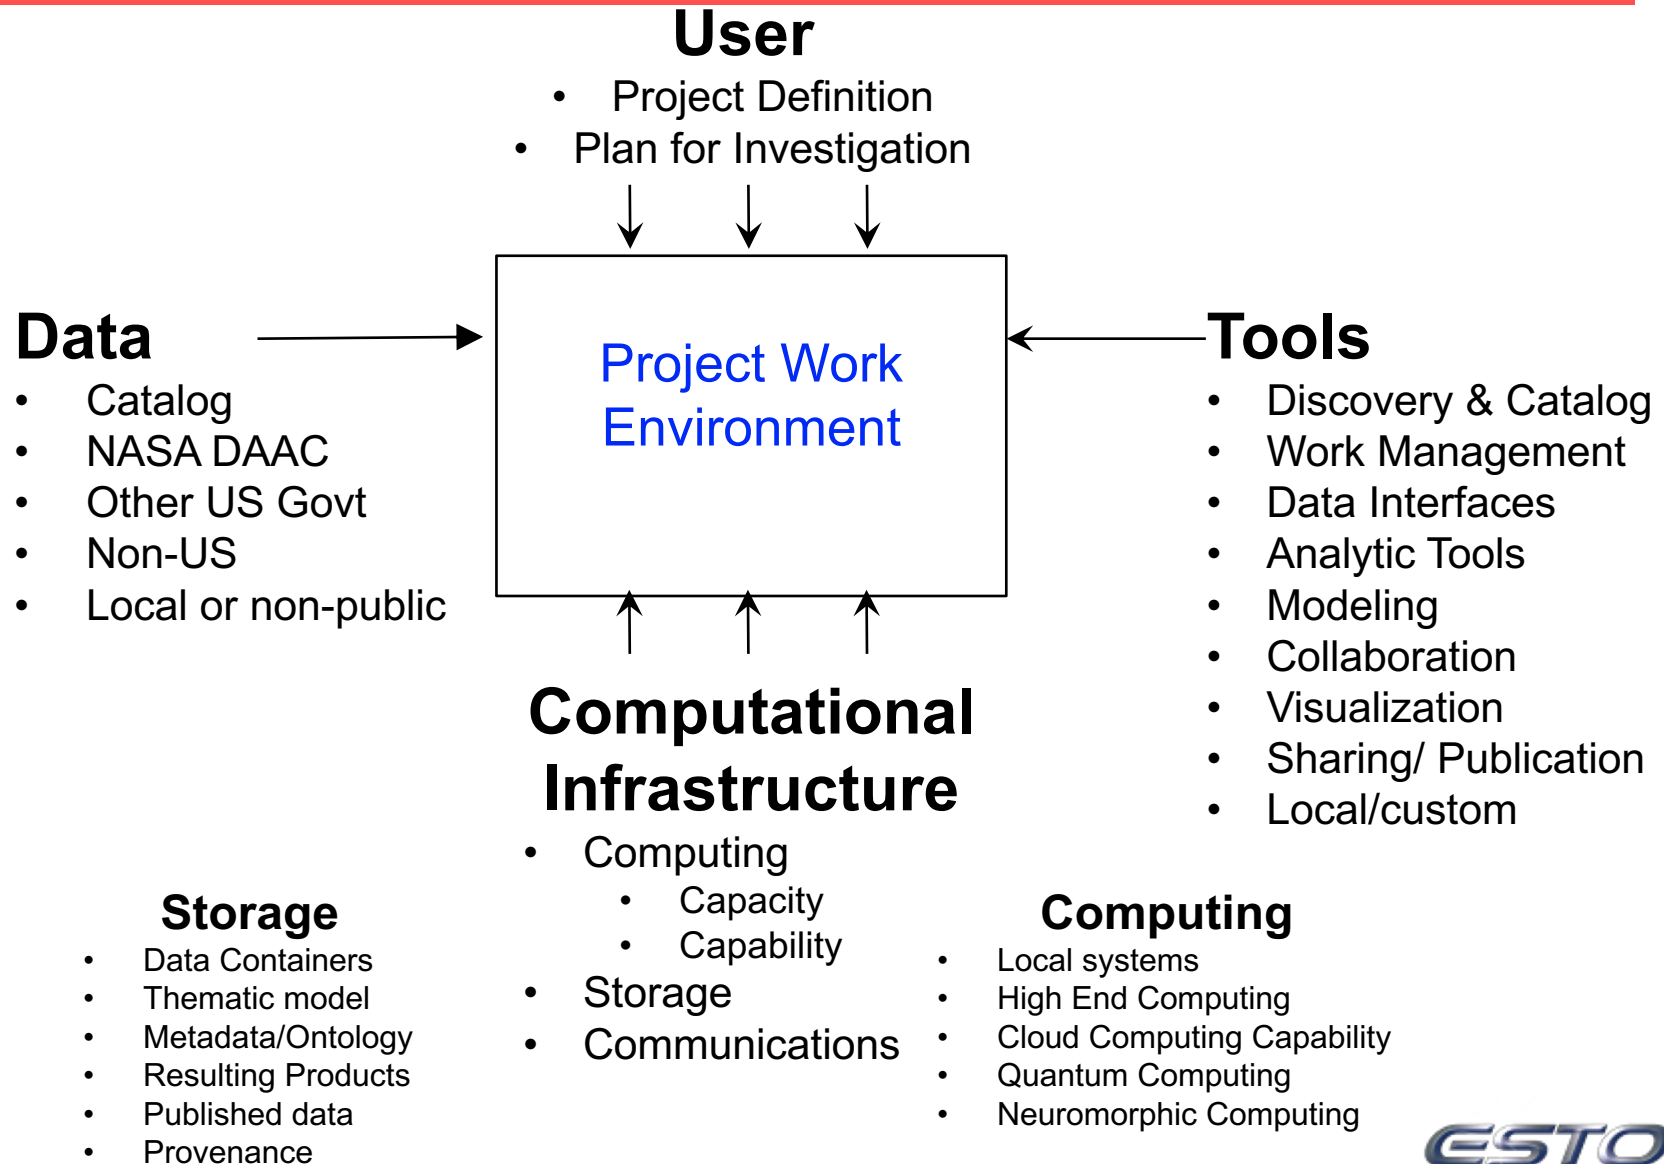 User
• Project Definition
• Plan for Investigation
Data
• Catalog
• NASA DAAC
• Other US Govt
• Non-US
• Local or non-public
Project Work
Environment
Tools
• Discovery & Catalog
• Work Management
• Data Interfaces
• Analytic Tools
• Modeling
• Collaboration
• Visualization
• Sharing/ Publication
• Local/custom
Computational
Infrastructure
• Computing
• Capacity
• Capability
• Storage
• Communications
Storage
• Data Containers
• Thematic model
• Metadata/Ontology
• Resulting Products
• Published data
• Provenance
Computing
• Local systems
• High End Computing
• Cloud Computing Capability
• Quantum Computing
• Neuromorphic Computing
ESTO